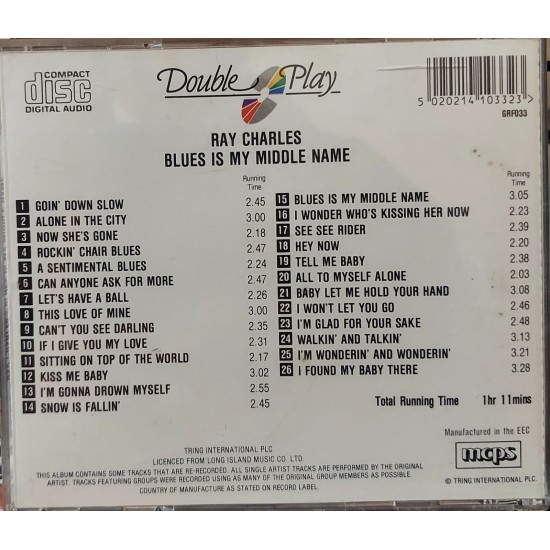 COMPACT
disc
DIGITAL AUDIO
Double Play
5 020214 103323 >
GRF033
RAY CHARLES
BLUES IS MY MIDDLE NAME
Running
Time
1 GOIN' DOWN SLOW 2.45
2 ALONE IN THE CITY 3.00
3 NOW SHE'S GONE 2.18
4 ROCKIN' CHAIR BLUES 2.47
5 A SENTIMENTAL BLUES 2.24
6 CAN ANYONE ASK FOR MORE 2.47
7 LET'S HAVE A BALL 2.26
8 THIS LOVE OF MINE 3.00
9 CAN'T YOU SEE DARLING 2.35
10 IF I GIVE YOU MY LOVE 2.31
11 SITTING ON TOP OF THE WORLD 2.17
12 KISS ME BABY 3.02
13 I'M GONNA DROWN MYSELF 2.55
14 SNOW IS FALLIN' 2.45
Running
Time
15 BLUES IS MY MIDDLE NAME 3.05
16 I WONDER WHO'S KISSING HER NOW 2.23
17 SEE SEE RIDER 2.39
18 HEY NOW 2.20
19 TELL ME BABY 2.38
20 ALL TO MYSELF ALONE 2.03
21 BABY LET ME HOLD YOUR HAND 3.08
22 I WON'T LET YOU GO 2.46
23 I'M GLAD FOR YOUR SAKE 2.48
24 WALKIN' AND TALKIN' 3.13
25 I'M WONDERIN' AND WONDERIN' 3.21
26 I FOUND MY BABY THERE 3.28
Total Running Time 1hr 11mins
Manufactured in the EEC
mcps
© TRING INTERNATIONAL PLC.
TRING INTERNATIONAL PLC
LICENCED FROM LONG ISLAND MUSIC CO. LTD.
THIS ALBUM CONTAINS SOME TRACKS THAT ARE RE-RECORDED. ALL SINGLE ARTIST TRACKS ARE PERFORMED BY THE ORIGINAL
ARTIST. TRACKS FEATURING GROUPS WERE RECORDED USING AS MANY OF THE ORIGINAL GROUP MEMBERS AS POSSIBLE.
COUNTRY OF MANUFACTURE AS STATED ON RECORD LABEL.